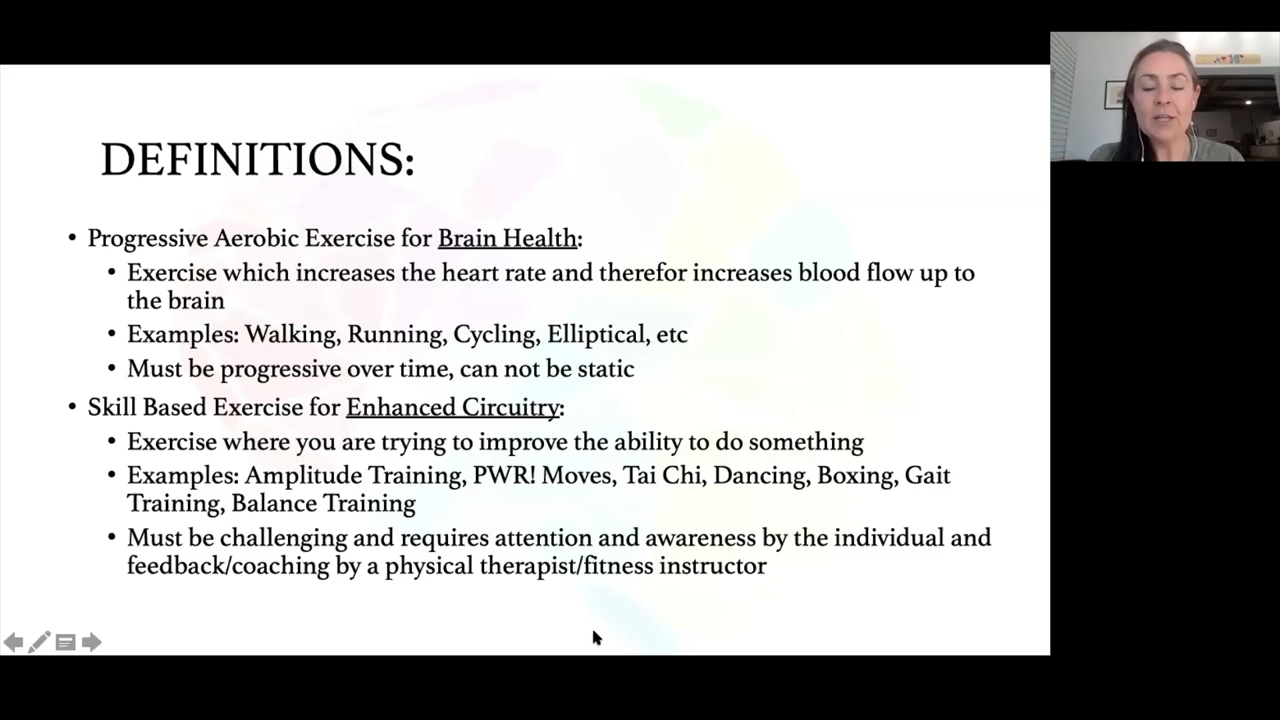 DEFINITIONS:
• Progressive Aerobic Exercise for Brain Health:
• Exercise which increases the heart rate and therefor increases blood flow up to
the brain
• Examples: Walking, Running, Cycling, Elliptical, etc
• Must be progressive over time, can not be static
• Skill Based Exercise for Enhanced Circuitry:
• Exercise where you are trying to improve the ability to do something
• Examples: Amplitude Training, PWR! Moves, Tai Chi, Dancing, Boxing, Gait
Training, Balance Training
• Must be challenging and requires attention and awareness by the individual and
feedback/coaching by a physical therapist/fitness instructor